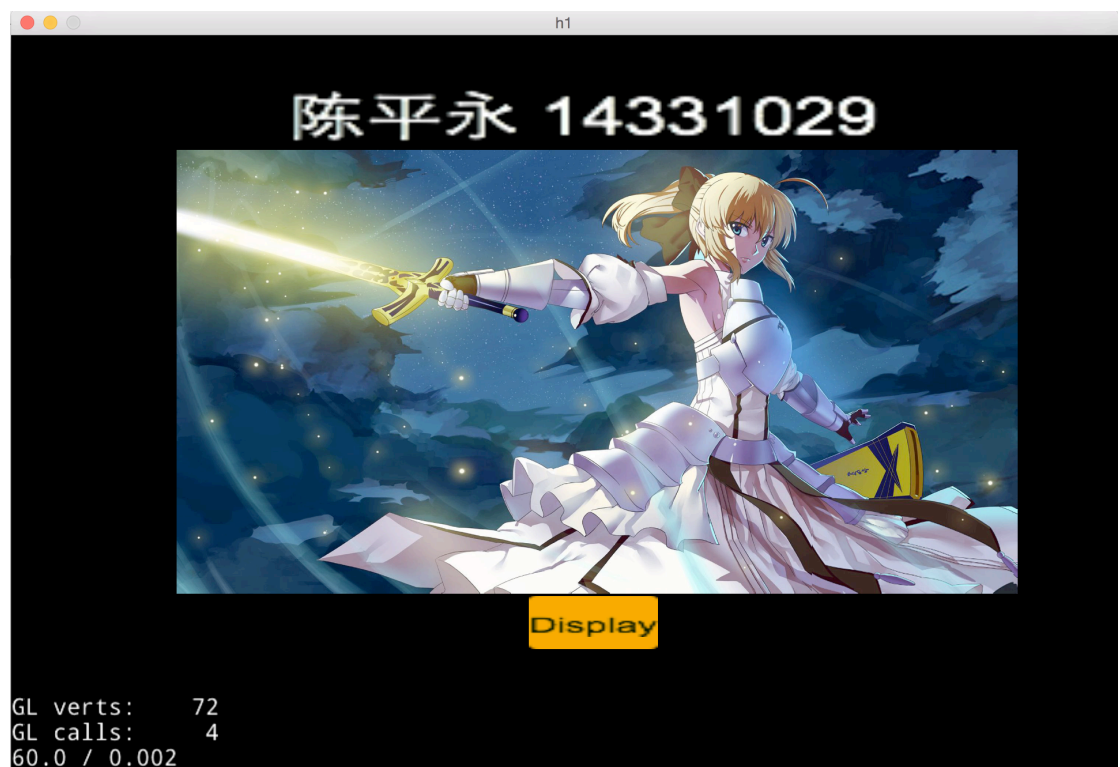 h1
陈平永 14331029
Display
GL verts: 72
GL calls: 4
60.0 / 0.002